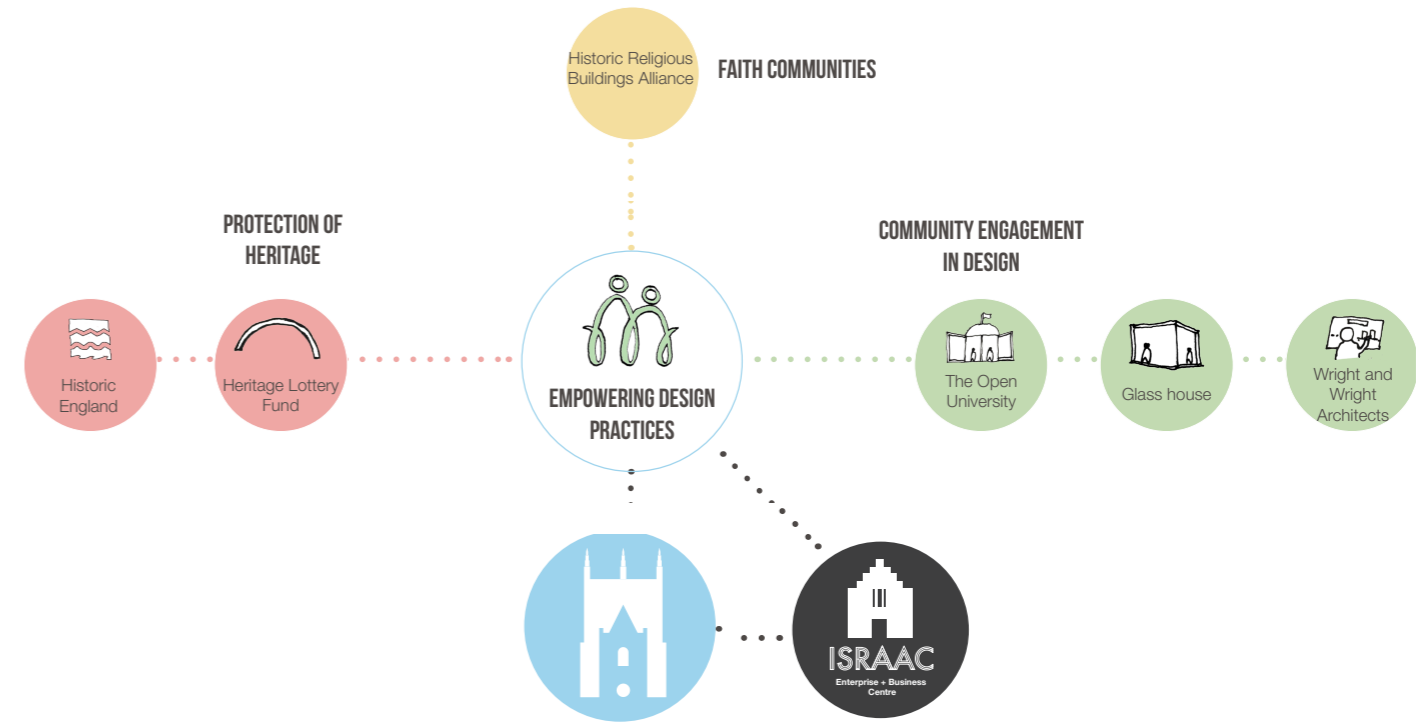 Historic Religious
Buildings Alliance
FAITH COMMUNITIES
PROTECTION OF
HERITAGE
COMMUNITY ENGAGEMENT
IN DESIGN
Historic
England
Heritage Lottery
Fund
EMPOWERING DESIGN
PRACTICES
The Open
University
Glass house
Wright and
Wright
Architects
ISRAAC
Enterprise + Business
Centre